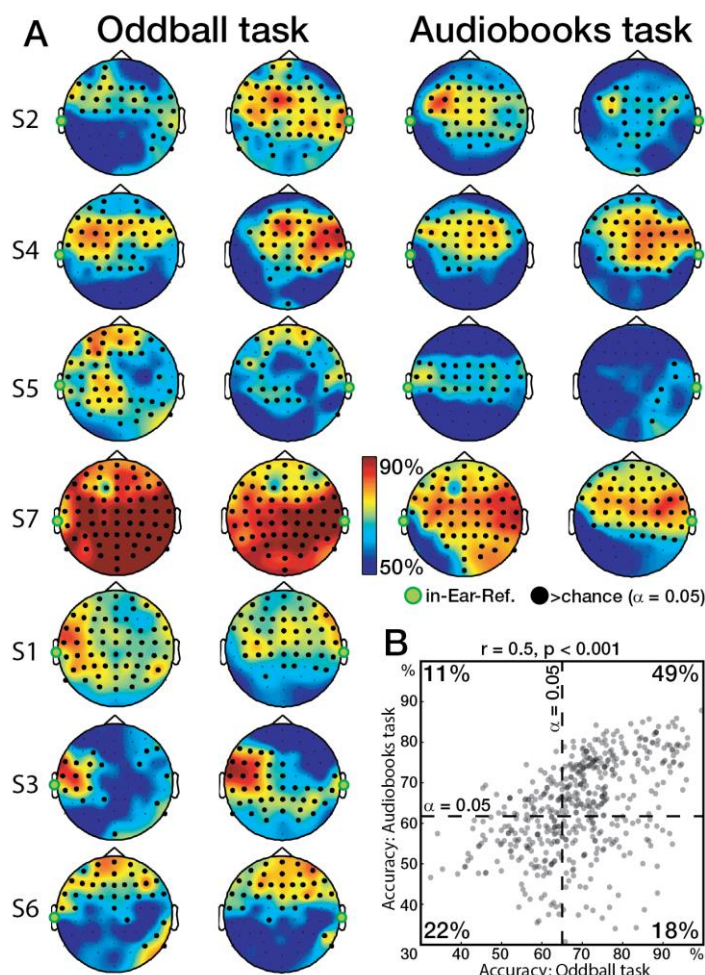 A Oddball task Audiobooks task
S2
S4
S5
S7
90%
50%
in-Ear-Ref. >chance (α = 0.05)
S1
S3
S6
B r = 0.5, p < 0.001
% 11% 49%
90
80
70
60
50
40
30
α = 0.05
α = 0.05
Accuracy: Audiobooks task
22% 18%
30 40 50 60 70 80 90 %
Accuracy: Oddball task